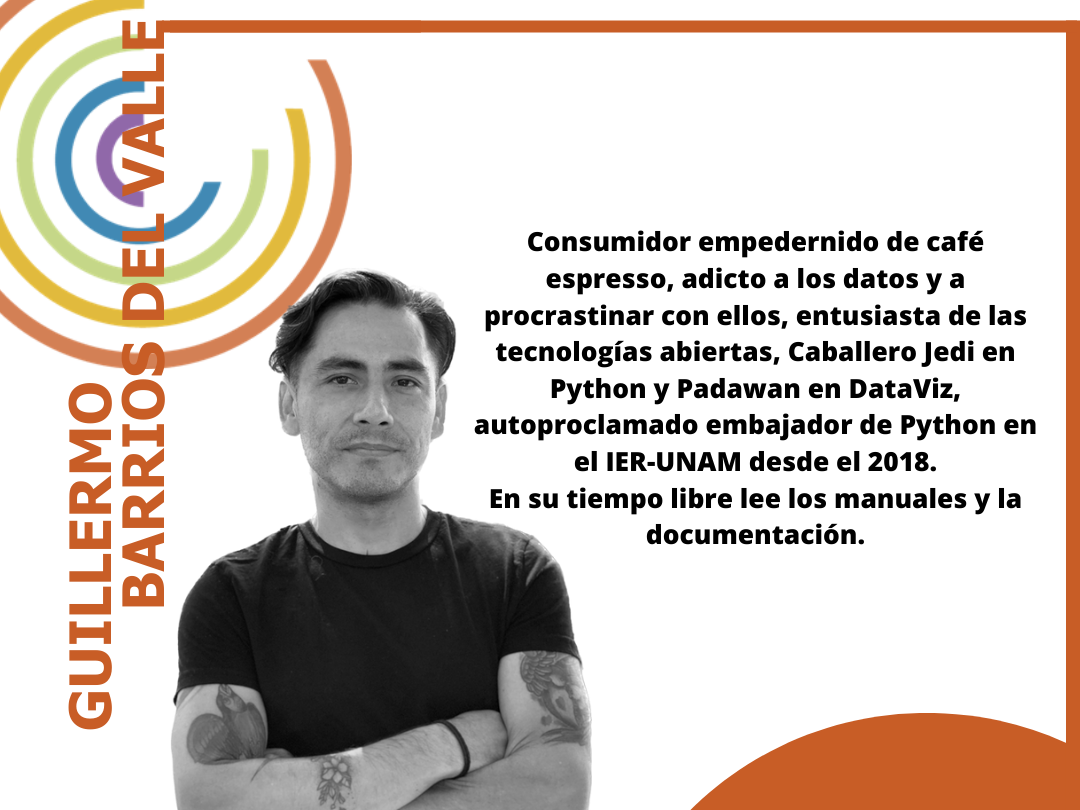 GUILLERMO
BARRIOS DEL VALLE
Consumidor empedernido de café
espresso, adicto a los datos y a
procrastinar con ellos, entusiasta de las
tecnologías abiertas, Caballero Jedi en
Python y Padawan en DataViz,
autoproclamado embajador de Python en
el IER-UNAM desde el 2018.
En su tiempo libre lee los manuales y la
documentación.